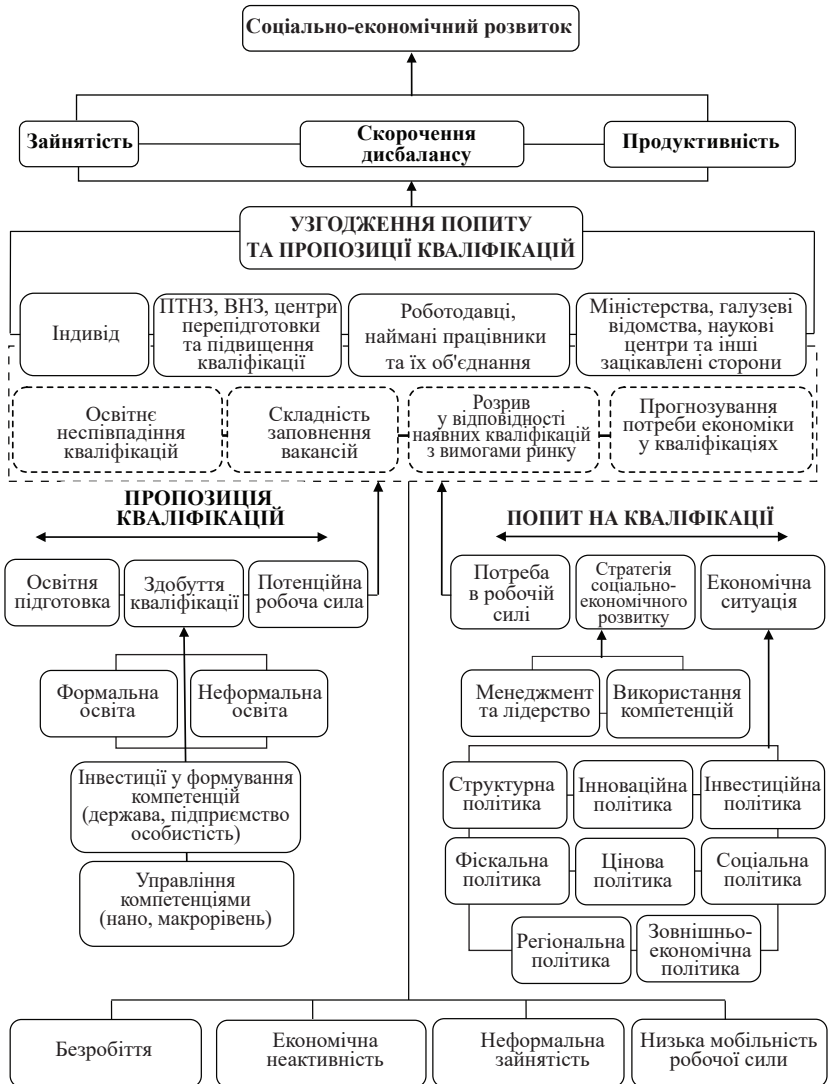 Соціально-економічний розвиток
Зайнятість
Скорочення
дисбалансу
Продуктивність
УЗГОДЖЕННЯ ПОПИТУ
ТА ПРОПОЗИЦІЇ КВАЛІФІКАЦІЙ
Індивід
ПТНЗ, ВНЗ, центри
перепідготовки
та підвищення
кваліфікації
Роботодавці,
наймані працівники
та їх об'єднання
Міністерства, галузеві
відомства, наукові
центри та інші
зацікавлені сторони
Освітнє
неспівпадіння
кваліфікацій
Складність
заповнення
вакансій
Розрив
у відповідності
наявних кваліфікацій
з вимогами ринку
Прогнозування
потреби економіки
у кваліфікаціях
ПРОПОЗИЦІЯ
КВАЛІФІКАЦІЙ
ПОПИТ НА КВАЛІФІКАЦІЇ
Освітня
підготовка
Здобуття
кваліфікації
Потенційна
робоча сила
Потреба
в робочій
силі
Стратегія
соціально-
економічного
розвитку
Економічна
ситуація
Формальна
освіта
Неформальна
освіта
Менеджмент
та лідерство
Використання
компетенцій
Інвестиції у формування
компетенцій
(держава, підприємство
особистість)
Структурна
політика
Інноваційна
політика
Інвестиційна
політика
Управління
компетенціями
(нано, макрорівень)
Фіскальна
політика
Цінова
політика
Соціальна
політика
Регіональна
політика
Зовнішньо-
економічна
політика
Безробіття
Економічна
неактивність
Неформальна
зайнятість
Низька мобільність
робочої сили